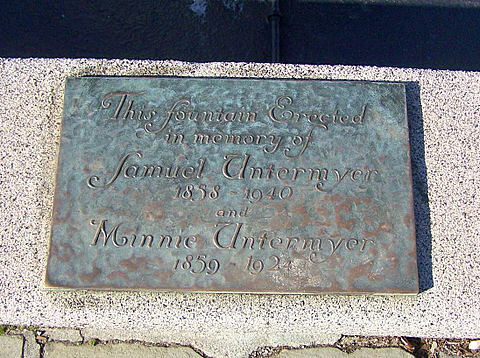 This fountain Erected
in memory of
Samuel Untermyer
1858 - 1940
and
Minnie Untermyer
1859 - 1924